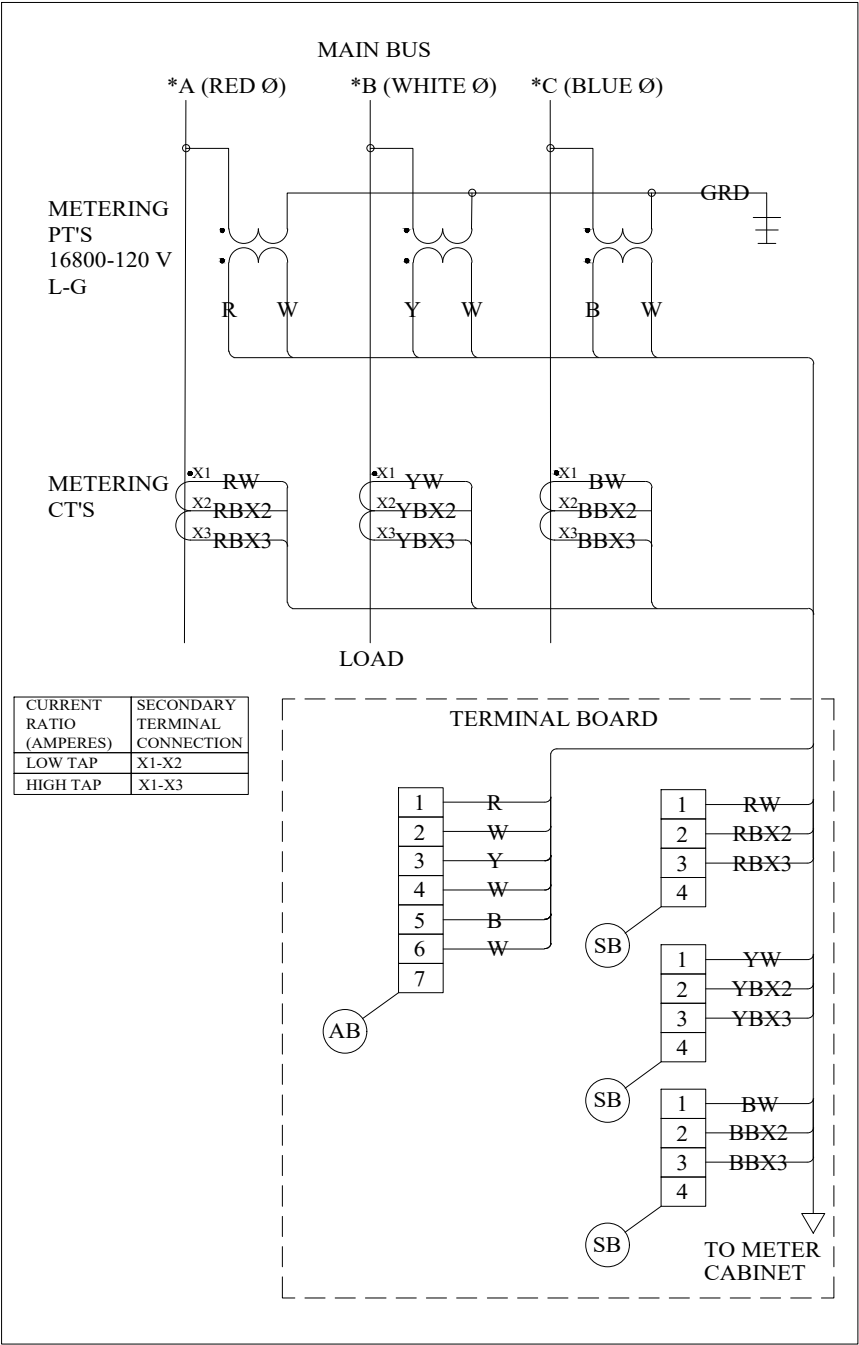 MAIN BUS
*A (RED Ø)
*B (WHITE Ø)
*C (BLUE Ø)
GRD
METERING
PT'S
16800-120 V
L-G
R
W
Y
W
B
W
METERING
CT'S
X1
RW
X2
RBX2
X3
RBX3
X1
YW
X2
YBX2
X3
YBX3
X1
BW
X2
BBX2
X3
BBX3
LOAD
CURRENT
RATIO
(AMPERES)
SECONDARY
TERMINAL
CONNECTION
LOW TAP
X1-X2
HIGH TAP
X1-X3
TERMINAL BOARD
1
R
2
W
3
Y
4
W
5
B
6
W
7
AB
1
RW
2
RBX2
3
RBX3
4
SB
1
YW
2
YBX2
3
YBX3
4
SB
1
BW
2
BBX2
3
BBX3
4
SB
TO METER
CABINET